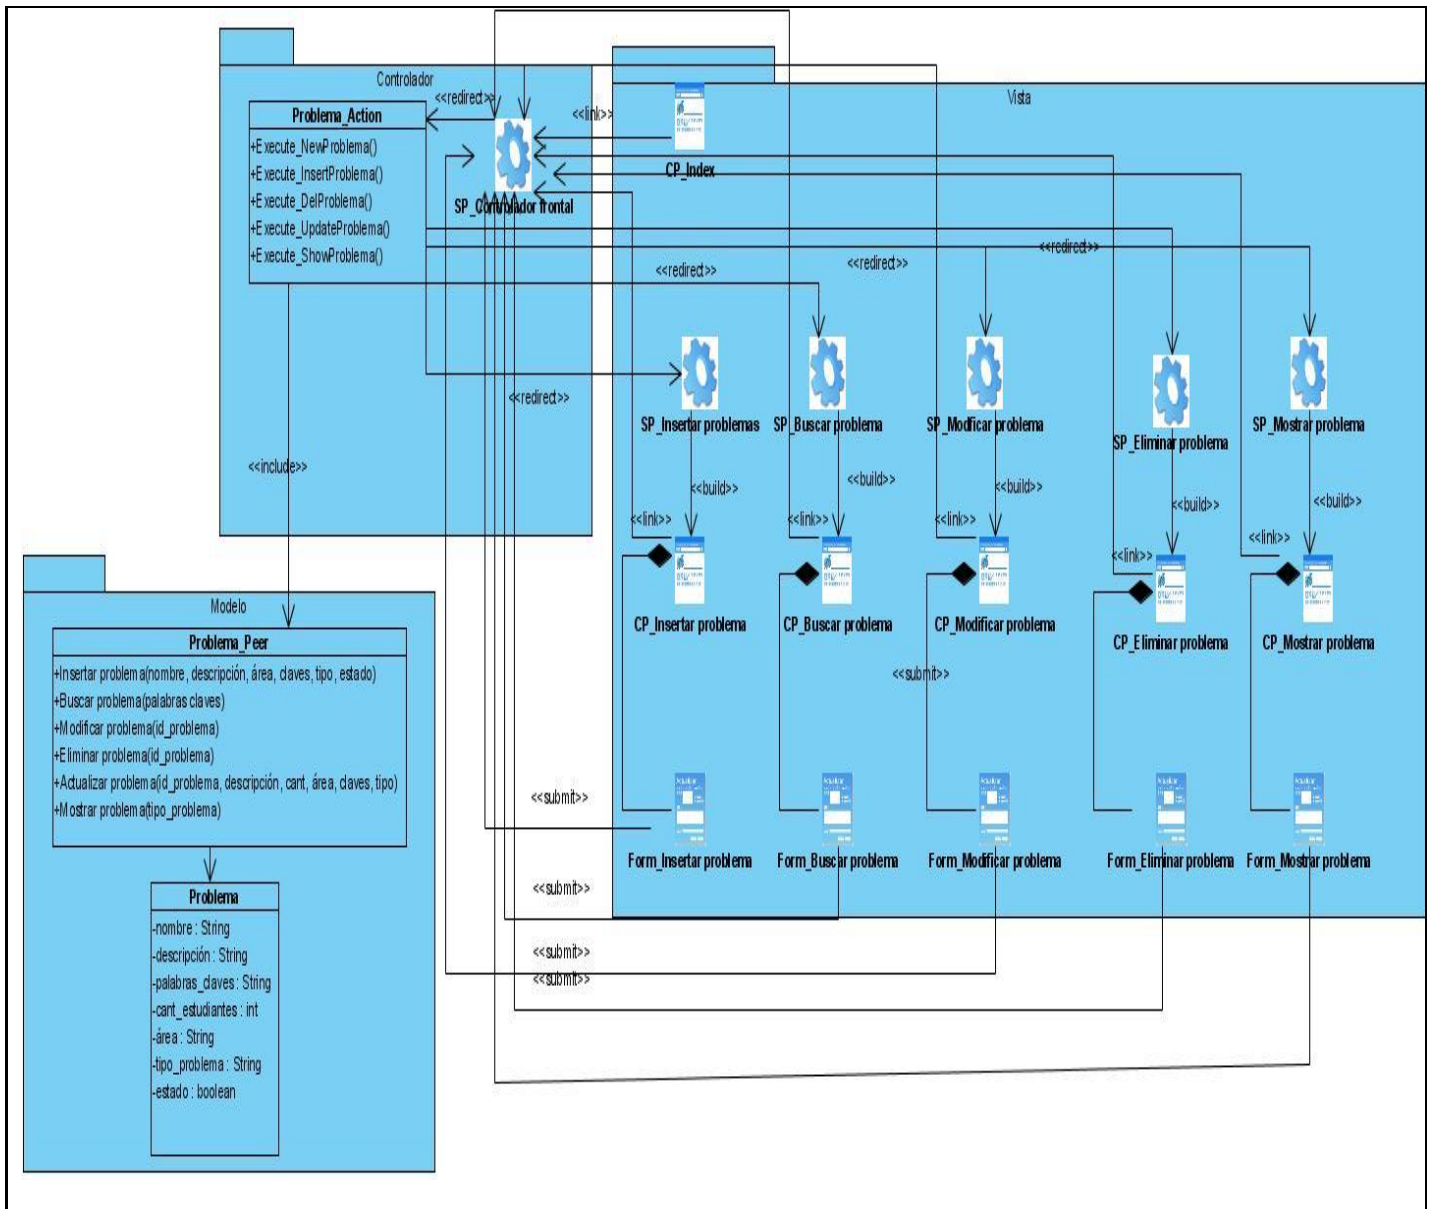 Controlador
Problema_Action
+Execute_NewProblema()
+Execute_InsertProblema()
+Execute_DelProblema()
+Execute_UpdateProblema()
+Execute_ShowProblema()
<<redirect>>
SP_Controlador frontal
<<link>>
Vista
CP_Index
<<redirect>>
<<redirect>>
<<redirect>>
<<redirect>>
SP_Insertar problemas
SP_Buscar problema
SP_Modificar problema
SP_Eliminar problema
SP_Mostrar problema
<<include>>
<<build>>
<<build>>
<<build>>
<<build>>
<<build>>
<<link>>
<<link>>
<<link>>
<<link>>
<<link>>
CP_Insertar problema
CP_Buscar problema
CP_Modificar problema
CP_Eliminar problema
CP_Mostrar problema
<<submit>>
Modelo
Problema_Peer
+Insertar problema(nombre, descripción, área, claves, tipo, estado)
+Buscar problema(palabras claves)
+Modificar problema(id_problema)
+Eliminar problema(id_problema)
+Actualizar problema(id_problema, descripción, cant, área, claves, tipo)
+Mostrar problema(tipo_problema)
<<submit>>
Form_Insertar problema
Form_Buscar problema
Form_Modificar problema
Form_Eliminar problema
Form_Mostrar problema
<<submit>>
<<submit>>
<<submit>>
Problema
-nombre : String
-descripción : String
-palabras_claves : String
-cant_estudiantes : int
-área : String
-tipo_problema : String
-estado : boolean